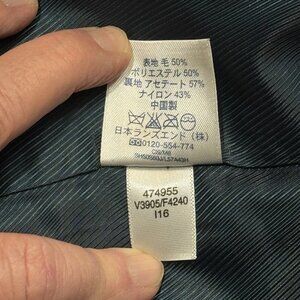 表地 毛 50%
ポリエステル 50%
裏地 アセテート 57%
ナイロン 43%
中国製
日本ランズエンド(株)
0120-554-774
474955
V3905/F4240
I16